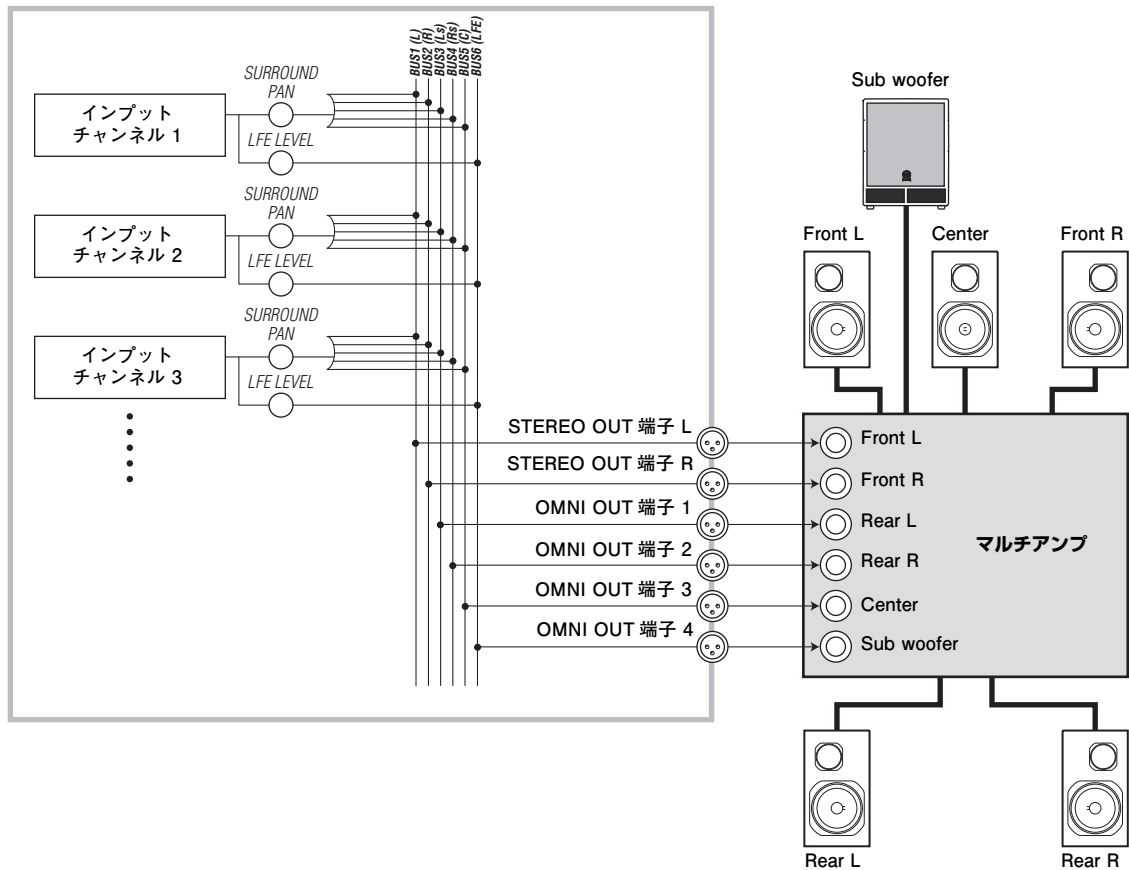 BUS1 (L)
BUS2 (R)
BUS3 (Ls)
BUS4 (Rs)
BUS5 (C)
BUS6 (LFE)
SURROUND
PAN
インプット
チャンネル 1
LFE LEVEL
SURROUND
PAN
インプット
チャンネル 2
LFE LEVEL
SURROUND
PAN
インプット
チャンネル 3
LFE LEVEL
STEREO OUT 端子 L
STEREO OUT 端子 R
OMNI OUT 端子 1
OMNI OUT 端子 2
OMNI OUT 端子 3
OMNI OUT 端子 4
Sub woofer
Front L
Center
Front R
Front L
Front R
Rear L
Rear R
Center
Sub woofer
マルチアンプ
Rear L
Rear R